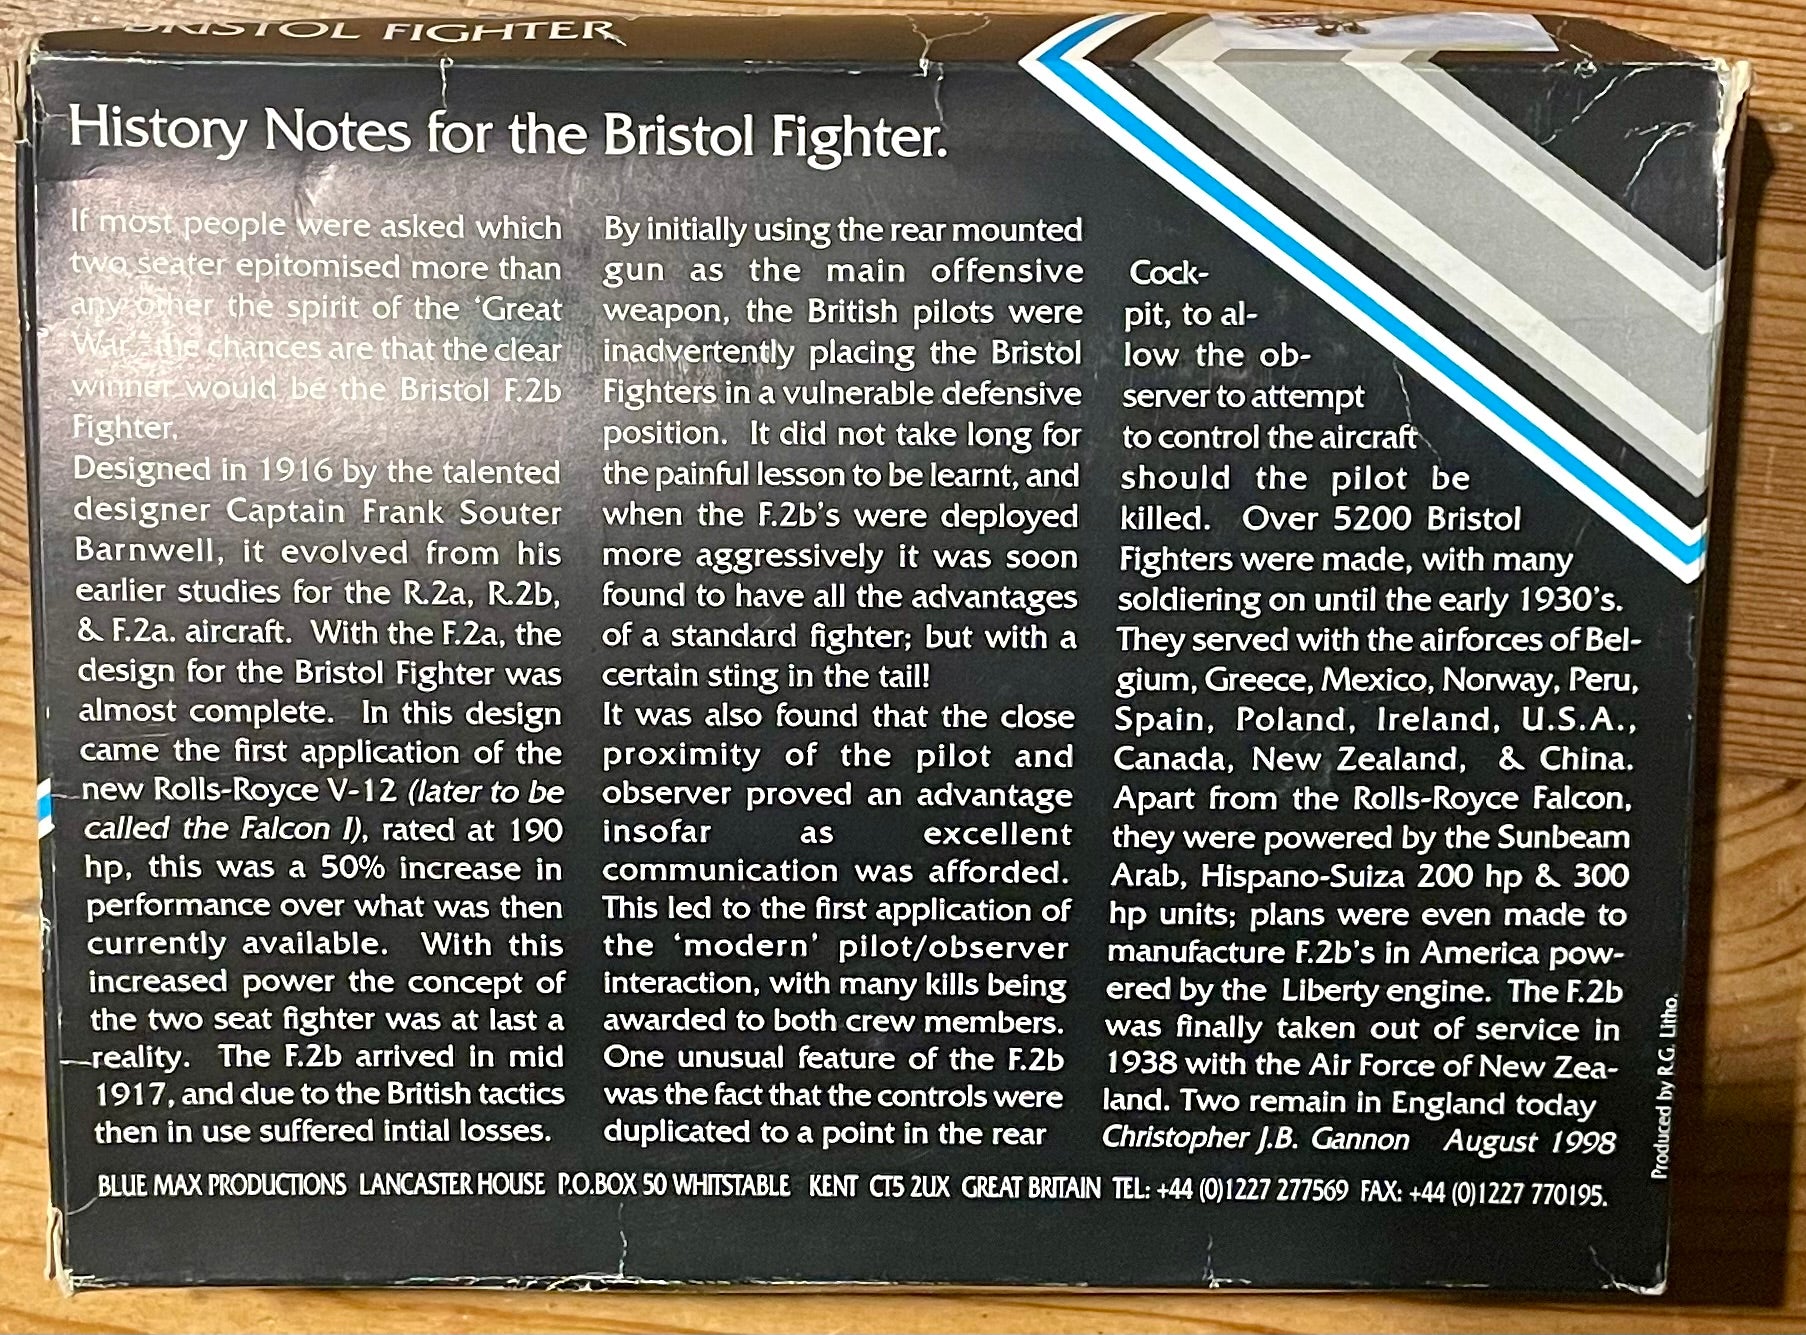 BRISTOL FIGHTER
History Notes for the Bristol Fighter.
If most people were asked which
two seater epitomised more than
any other the spirit of the ‘Great
War,’ the chances are that the clear
winner would be the Bristol F.2b
Fighter.
Designed in 1916 by the talented
designer Captain Frank Souter
Barnwell, it evolved from his
earlier studies for the R.2a, R.2b,
& F.2a. aircraft. With the F.2a, the
design for the Bristol Fighter was
almost complete. In this design
came the first application of the
new Rolls-Royce V-12 (later to be
called the Falcon I), rated at 190
hp, this was a 50% increase in
performance over what was then
currently available. With this
increased power the concept of
the two seat fighter was at last a
reality. The F.2b arrived in mid
1917, and due to the British tactics
then in use suffered intial losses.
By initially using the rear mounted
gun as the main offensive
weapon, the British pilots were
inadvertently placing the Bristol
Fighters in a vulnerable defensive
position. It did not take long for
the painful lesson to be learnt, and
when the F.2b's were deployed
more aggressively it was soon
found to have all the advantages
of a standard fighter; but with a
certain sting in the tail!
It was also found that the close
proximity of the pilot and
observer proved an advantage
insofar as excellent
communication was afforded.
This led to the first application of
the ‘modern’ pilot/observer
interaction, with many kills being
awarded to both crew members.
One unusual feature of the F.2b
was the fact that the controls were
duplicated to a point in the rear
Cock-
pit, to al-
low the ob-
server to attempt
to control the aircraft
should the pilot be
killed. Over 5200 Bristol
Fighters were made, with many
soldiering on until the early 1930's.
They served with the airforces of Bel-
gium, Greece, Mexico, Norway, Peru,
Spain, Poland, Ireland, U.S.A.,
Canada, New Zealand, & China.
Apart from the Rolls-Royce Falcon,
they were powered by the Sunbeam
Arab, Hispano-Suiza 200 hp & 300
hp units; plans were even made to
manufacture F.2b's in America pow-
ered by the Liberty engine. The F.2b
was finally taken out of service in
1938 with the Air Force of New Zea-
land. Two remain in England today
Christopher J.B. Gannon August 1998
Produced by R.G. Litho.
BLUE MAX PRODUCTIONS LANCASTER HOUSE P.O.BOX 50 WHITSTABLE KENT CT5 2UX GREAT BRITAIN TEL: +44 (0)1227 277569 FAX: +44 (0)1227 770195.